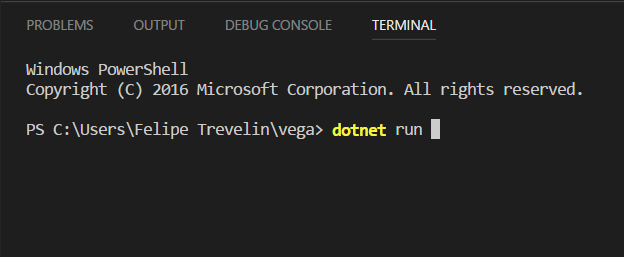 PROBLEMS OUTPUT DEBUG CONSOLE TERMINAL
Windows PowerShell
Copyright (C) 2016 Microsoft Corporation. All rights reserved.
PS C:\Users\Felipe Trevelin\vega> dotnet run